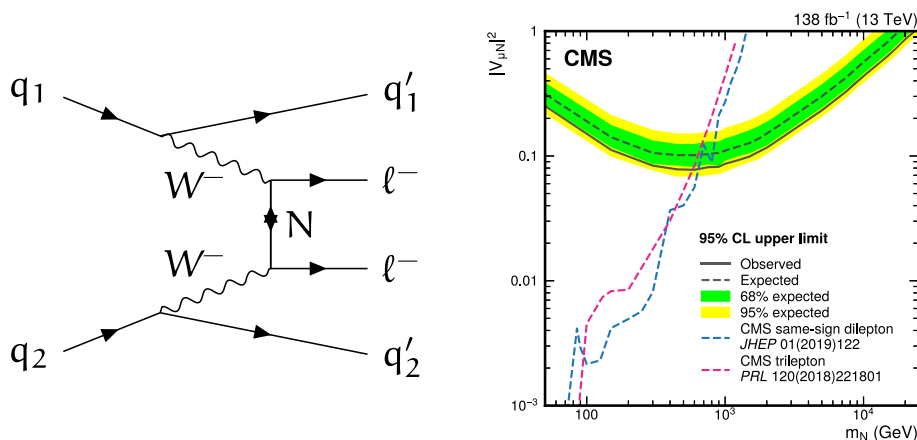 q₁
q′₁
W⁻
ℓ⁻
N
W⁻
ℓ⁻
q₂
q′₂
138 fb⁻¹ (13 TeV)
|V_μN|²
CMS
1
0.1
0.01
10⁻³
95% CL upper limit
Observed
Expected
68% expected
95% expected
CMS same-sign dilepton
JHEP 01(2019)122
CMS trilepton
PRL 120(2018)221801
100
10³
10⁴
m_N (GeV)